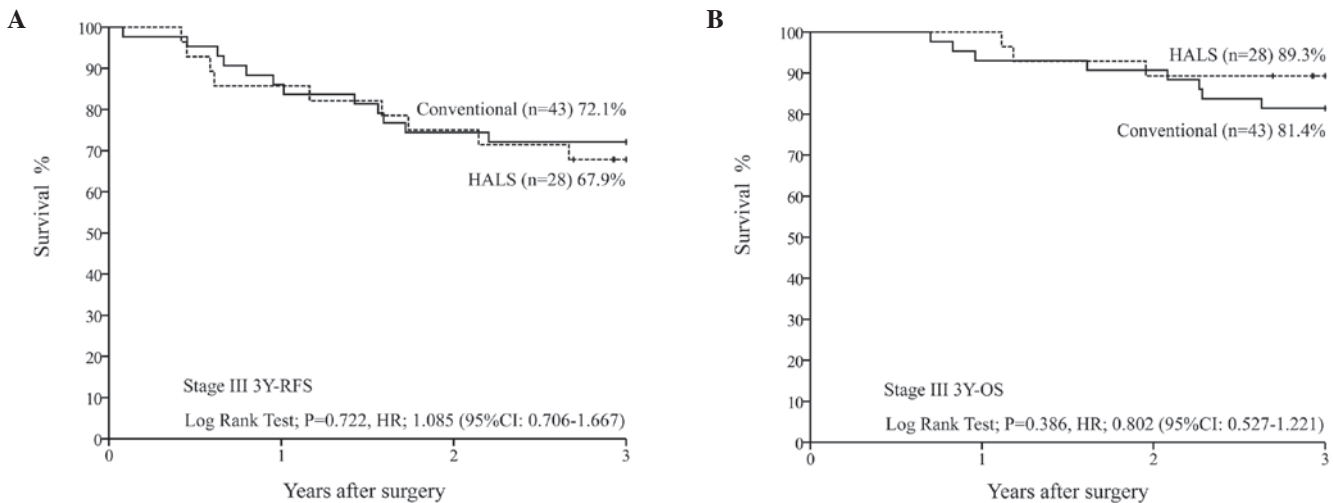 A
100
90
80
70
60
50
40
30
20
10
0
Survival %
Conventional (n=43) 72.1%
HALS (n=28) 67.9%
Stage III 3Y-RFS
Log Rank Test; P=0.722, HR; 1.085 (95%CI: 0.706-1.667)
0 1 2 3
Years after surgery
B
100
90
80
70
60
50
40
30
20
10
0
Survival %
HALS (n=28) 89.3%
Conventional (n=43) 81.4%
Stage III 3Y-OS
Log Rank Test; P=0.386, HR; 0.802 (95%CI: 0.527-1.221)
0 1 2 3
Years after surgery